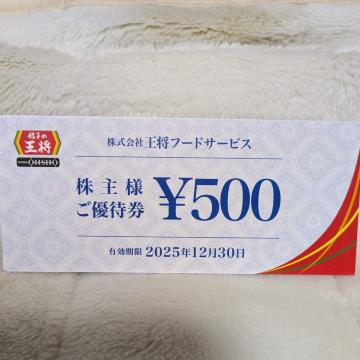 餃子の
王将
OHSHO
株式会社 王将フードサービス
株主様
ご優待券
¥500
有効期限 2025年12月30日